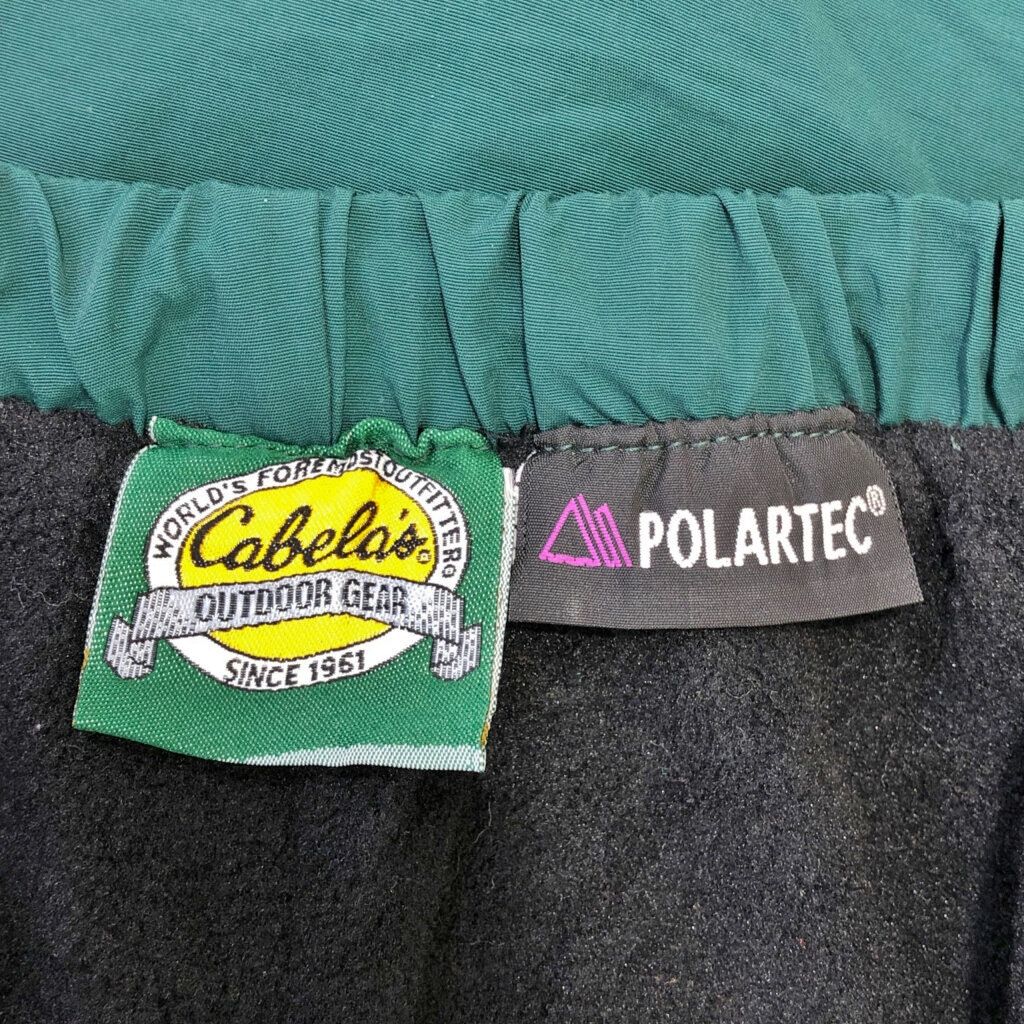 WORLD'S FOREMOST OUTFITTER®
Cabela's®
OUTDOOR GEAR
SINCE 1961
POLARTEC®